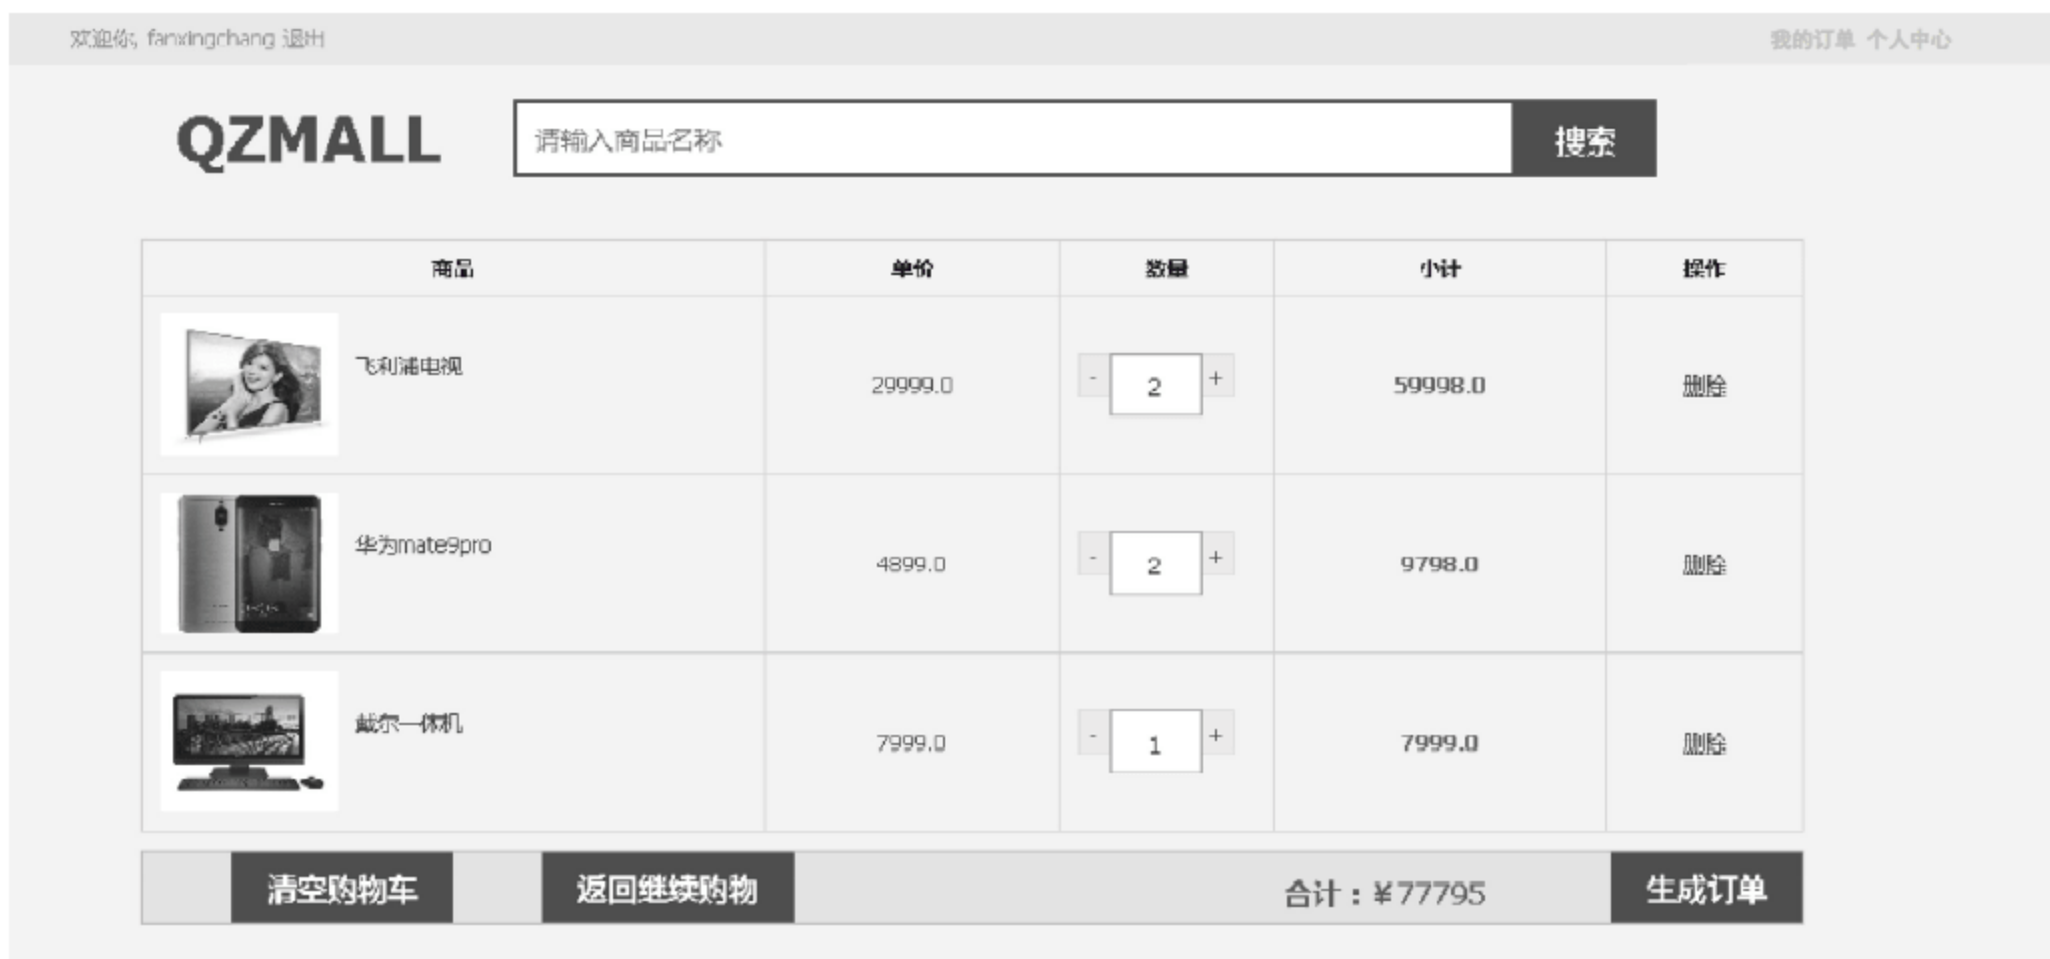 欢迎你, fanxingchang 退出 我的订单 个人中心
QZMALL 请输入商品名称 搜索
商品 单价 数量 小计 操作
飞利浦电视 29999.0 - 2 + 59998.0 删除
华为mate9pro 4899.0 - 2 + 9798.0 删除
戴尔一体机 7999.0 - 1 + 7999.0 删除
清空购物车 返回继续购物 合计：¥77795 生成订单